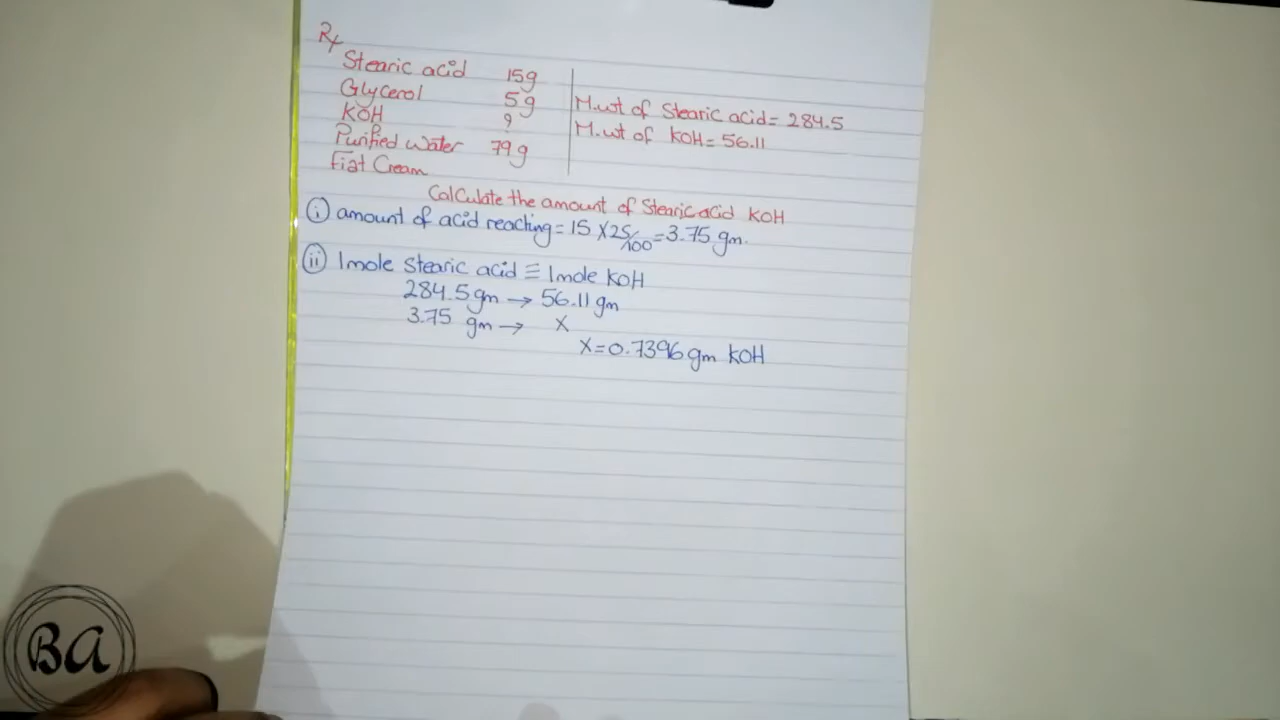 Rx
Stearic acid 15g
Glycerol 5g
KOH ?
Purified Water 79g
Fiat Cream
M.wt of Stearic acid = 284.5
M.wt of KOH = 56.11
Calculate the amount of Stearic acid KOH
i amount of acid reacting = 15 X 25/100 = 3.75 gm.
ii 1mole Stearic acid ≡ 1mole KOH
284.5 gm → 56.11 gm
3.75 gm → X
X = 0.7396 gm KOH
BA